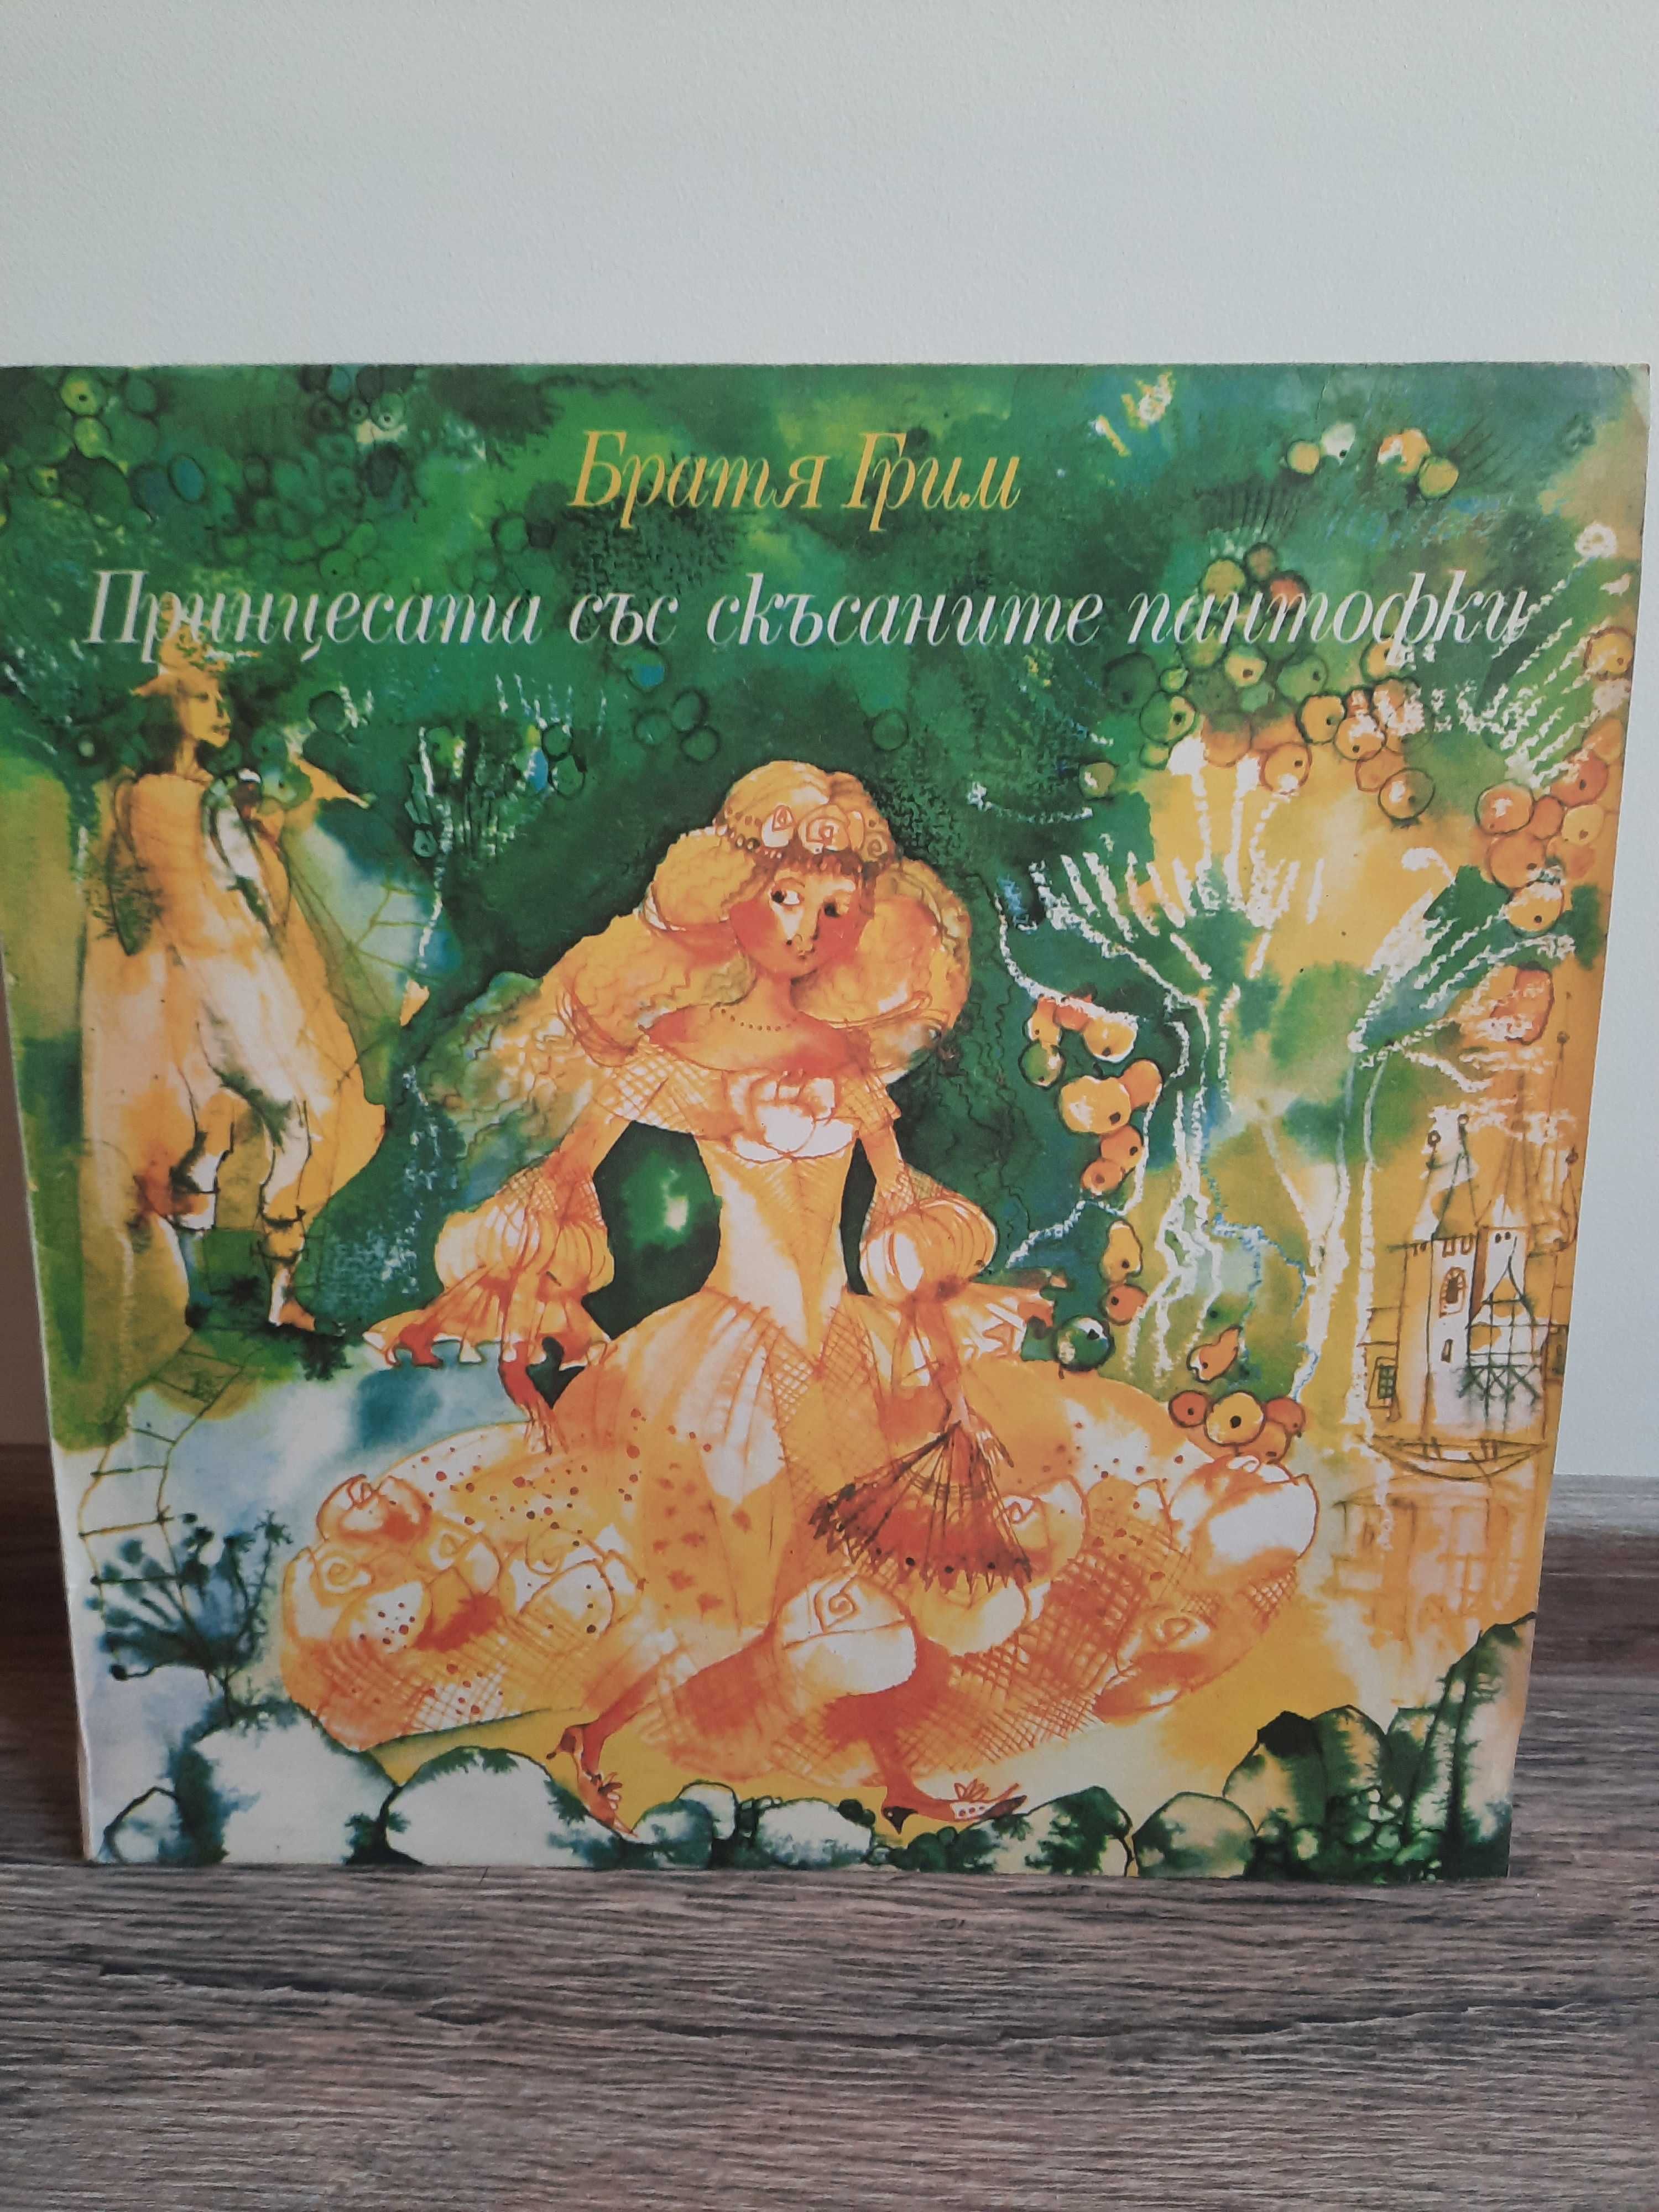 Братя Грим
Принцесата със скъсаните пантофки